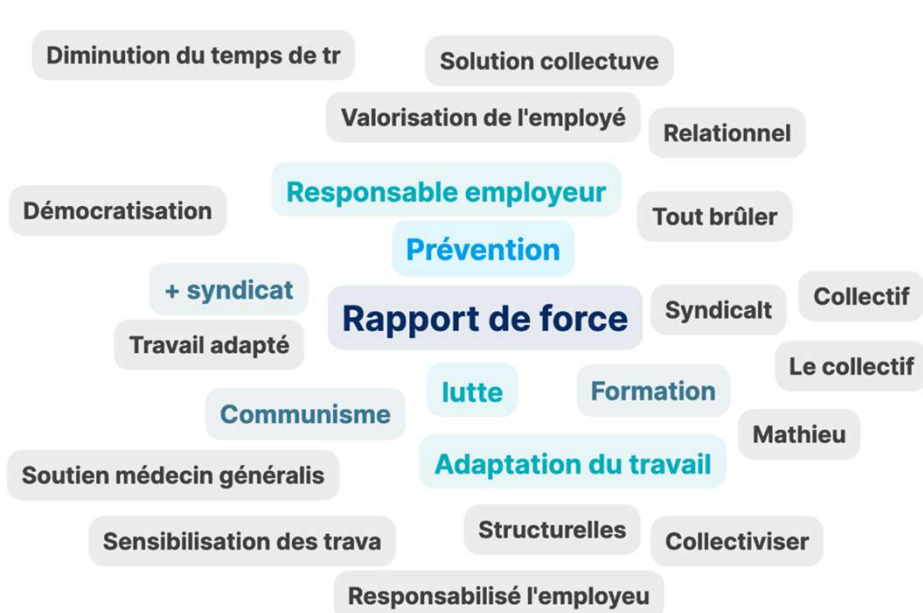 Diminution du temps de tr
Solution collectuve
Valorisation de l'employé
Relationnel
Responsable employeur
Démocratisation
Tout brûler
Prévention
+ syndicat
Collectif
Rapport de force
Syndicalt
Travail adapté
Le collectif
lutte
Formation
Communisme
Mathieu
Adaptation du travail
Soutien médecin généralis
Structurelles
Sensibilisation des trava
Collectiviser
Responsabilisé l'employeu